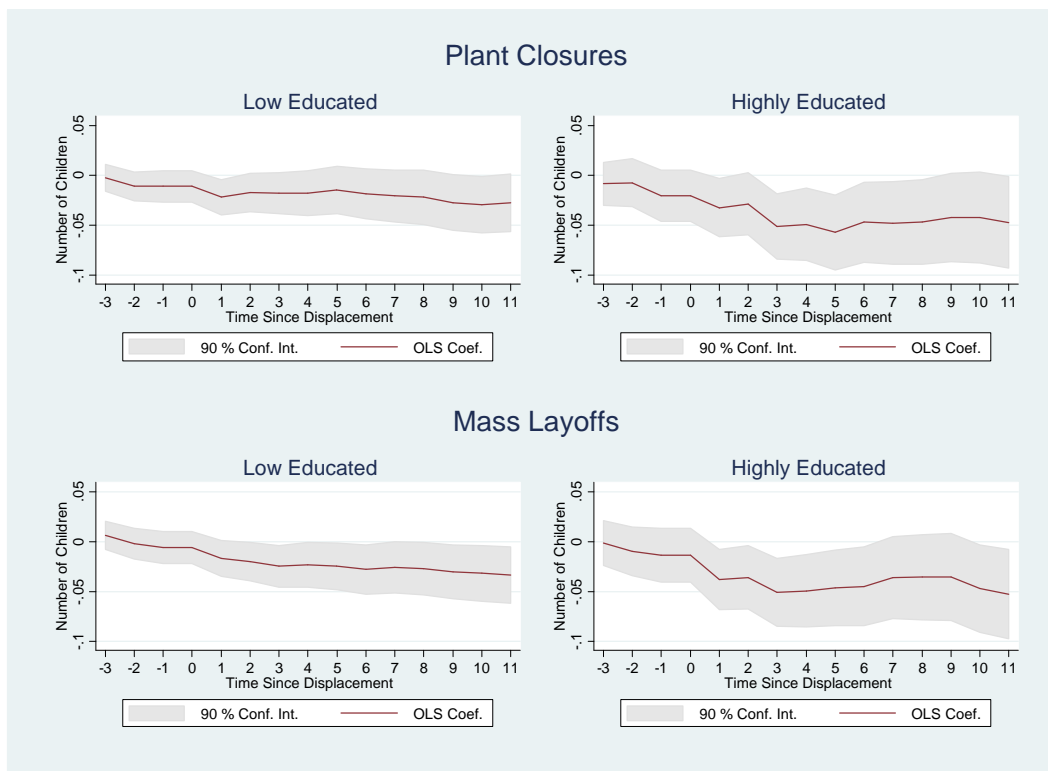 Plant Closures
Low Educated
Number of Children
.05
0
-.05
-.1
-3 -2 -1 0 1 2 3 4 5 6 7 8 9 10 11
Time Since Displacement
90 % Conf. Int. OLS Coef.
Highly Educated
Number of Children
.05
0
-.05
-.1
-3 -2 -1 0 1 2 3 4 5 6 7 8 9 10 11
Time Since Displacement
90 % Conf. Int. OLS Coef.
Mass Layoffs
Low Educated
Number of Children
.05
0
-.05
-.1
-3 -2 -1 0 1 2 3 4 5 6 7 8 9 10 11
Time Since Displacement
90 % Conf. Int. OLS Coef.
Highly Educated
Number of Children
.05
0
-.05
-.1
-3 -2 -1 0 1 2 3 4 5 6 7 8 9 10 11
Time Since Displacement
90 % Conf. Int. OLS Coef.